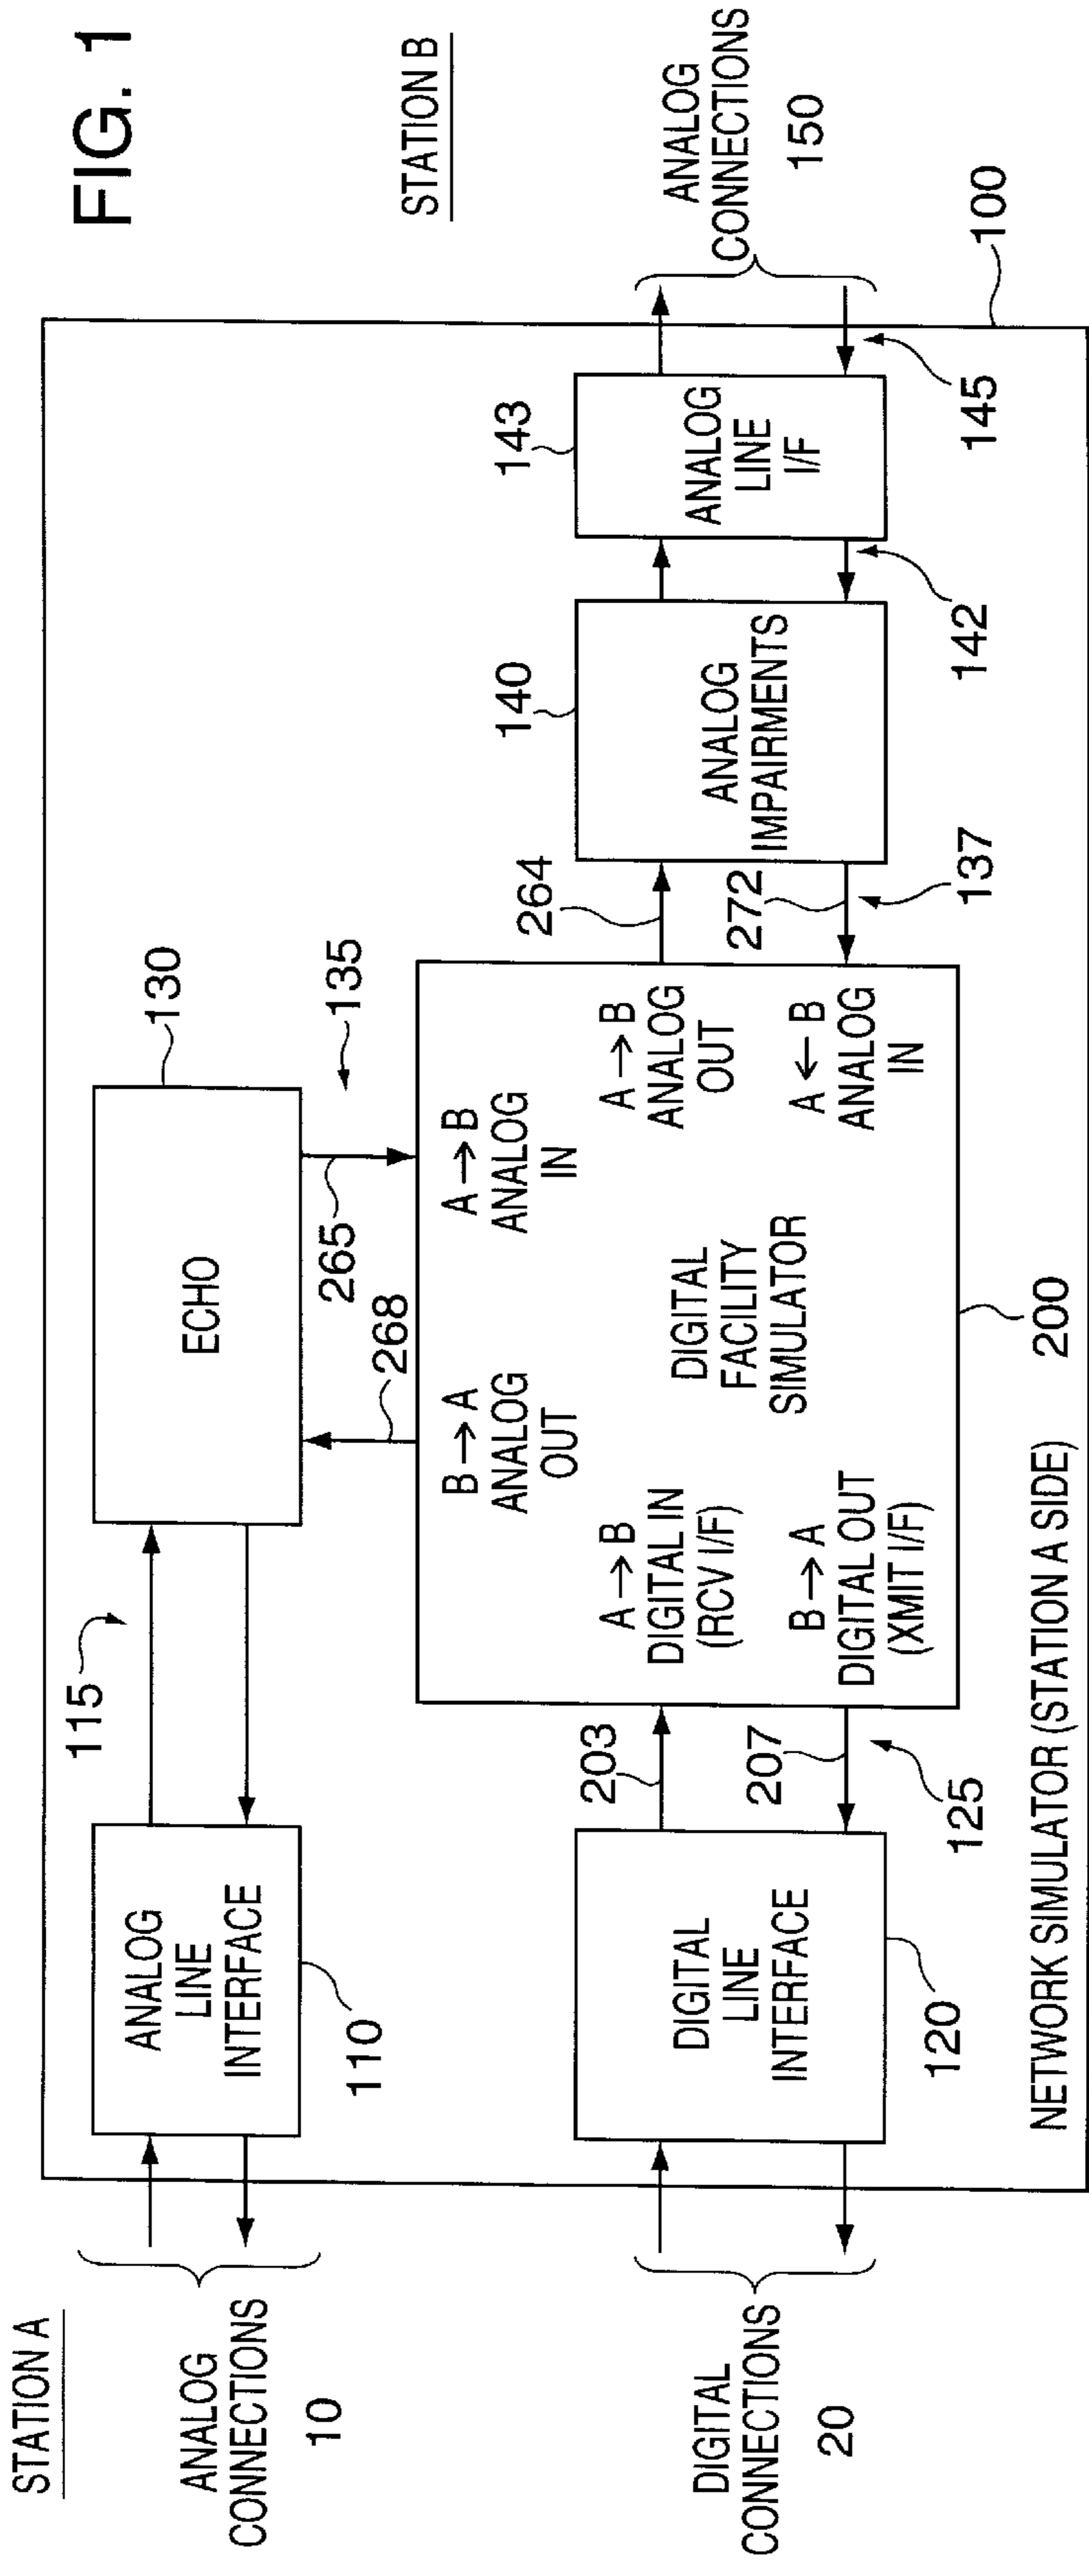 FIG. 1
STATION A
STATION B
ANALOG
CONNECTIONS
10
ANALOG
LINE
INTERFACE
110
115
ECHO
130
135
265
268
DIGITAL
CONNECTIONS
20
DIGITAL
LINE
INTERFACE
120
203
207
125
B→A
ANALOG
OUT
A→B
ANALOG
IN
A→B
DIGITAL IN
(RCV I/F)
B→A
DIGITAL OUT
(XMIT I/F)
DIGITAL
FACILITY
SIMULATOR
A→B
ANALOG
OUT
A←B
ANALOG
IN
200
264
272
137
ANALOG
IMPAIRMENTS
140
142
ANALOG
LINE
I/F
143
145
ANALOG
CONNECTIONS
150
100
NETWORK SIMULATOR (STATION A SIDE)